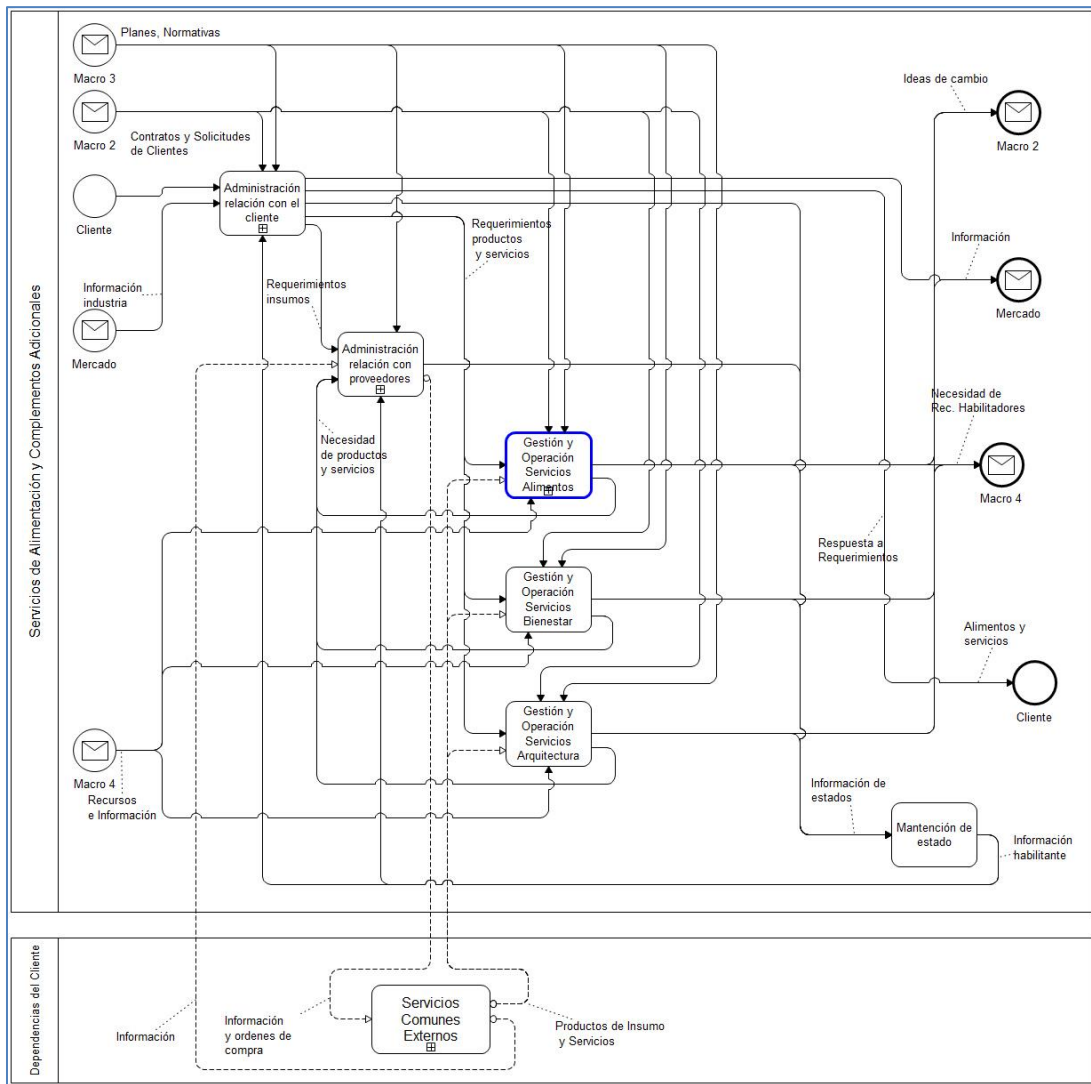 Servicios de Alimentación y Complementos Adicionales
Planes, Normativas
Macro 3
Macro 2
Contratos y Solicitudes
de Clientes
Cliente
Información
industria
Mercado
Administración
relación con el
cliente
Requerimientos
insumos
Requerimientos
productos
y servicios
Administración
relación con
proveedores
Necesidad
de productos
y servicios
Gestión y
Operación
Servicios
Alimentos
Gestión y
Operación
Servicios
Bienestar
Gestión y
Operación
Servicios
Arquitectura
Macro 4
Recursos
e Información
Ideas de cambio
Macro 2
Información
Mercado
Necesidad de
Rec. Habilitadores
Macro 4
Respuesta a
Requerimientos
Alimentos y
servicios
Cliente
Información de
estados
Mantención de
estado
Información
habilitante
Dependencias del Cliente
Información
Información
y ordenes de
compra
Servicios
Comunes
Externos
Productos de Insumo
y Servicios